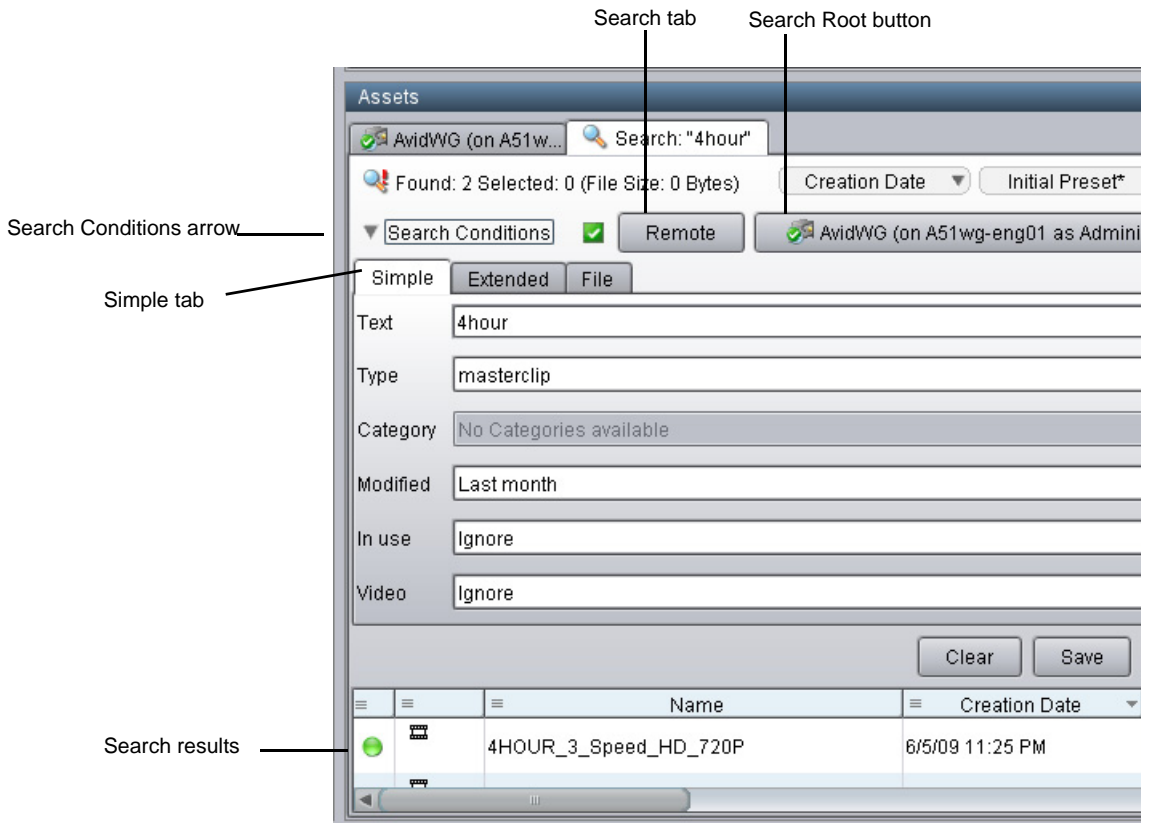 Search tab
Search Root button
Assets
AvidWG (on A51w...
Search: "4hour"
Found: 2 Selected: 0 (File Size: 0 Bytes)
Creation Date
Initial Preset*
Search Conditions arrow
Search Conditions
Remote
AvidWG (on A51wg-eng01 as Admini
Simple tab
Simple
Extended
File
Text
4hour
Type
masterclip
Category
No Categories available
Modified
Last month
In use
Ignore
Video
Ignore
Clear
Save
Name
Creation Date
Search results
4HOUR_3_Speed_HD_720P
6/5/09 11:25 PM